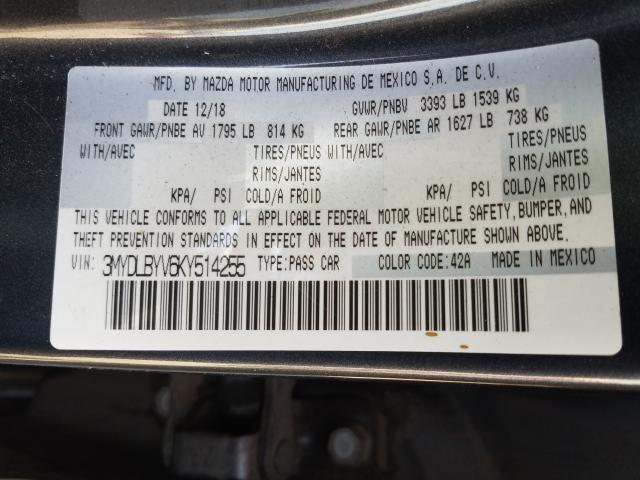 MFD. BY MAZDA MOTOR MANUFACTURING DE MEXICO S.A. DE C.V.
DATE 12/18 GVWR/PNBV 3393 LB 1539 KG
FRONT GAWR/PNBE AV 1795 LB 814 KG REAR GAWR/PNBE AR 1627 LB 738 KG
WITH/AVEC TIRES/PNEUS WITH/AVEC TIRES/PNEUS
RIMS/JANTES RIMS/JANTES
KPA/ PSI COLD/A FROID KPA/ PSI COLD/A FROID
THIS VEHICLE CONFORMS TO ALL APPLICABLE FEDERAL MOTOR VEHICLE SAFETY, BUMPER, AND
THEFT PREVENTION STANDARDS IN EFFECT ON THE DATE OF MANUFACTURE SHOWN ABOVE.
VIN: 3MYDLBYV6KY514255 TYPE:PASS CAR COLOR CODE:42A MADE IN MEXICO